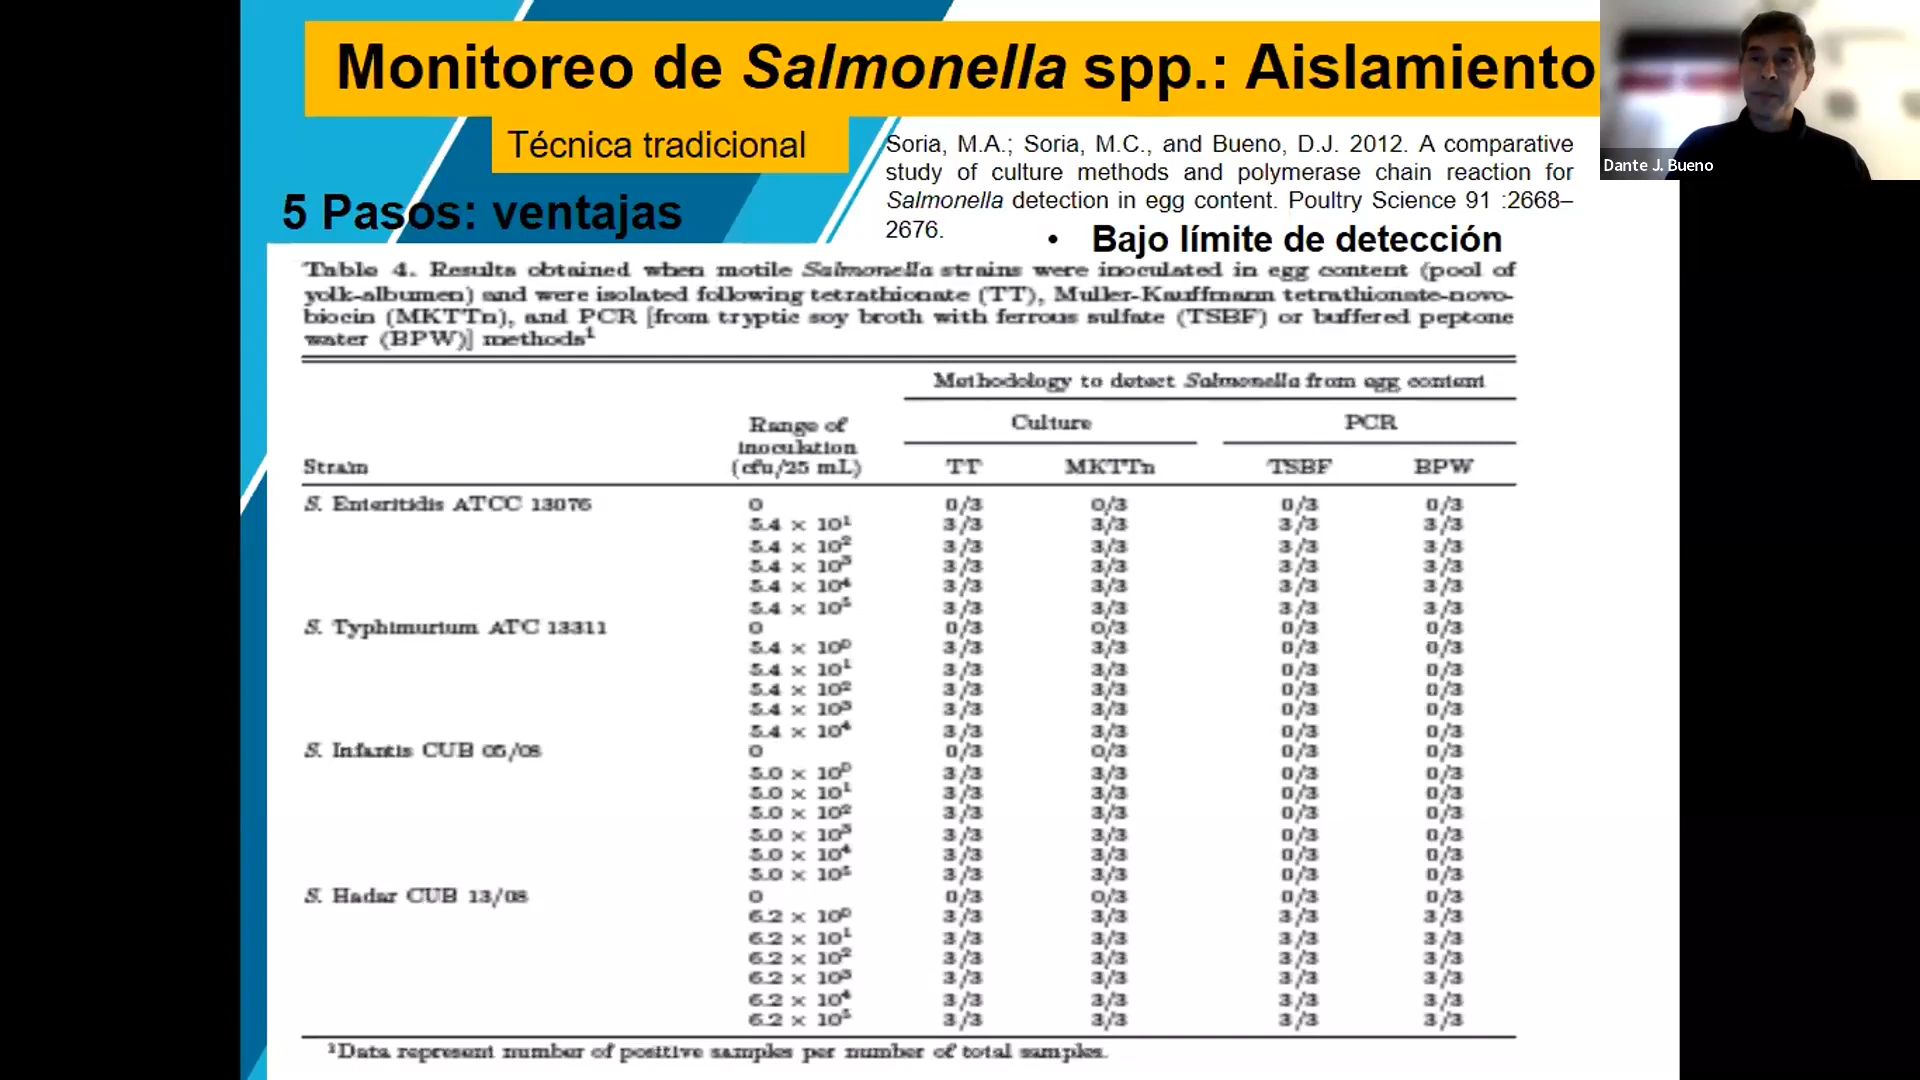 Monitoreo de Salmonella spp.: Aislamiento
Dante J. Bueno
Técnica tradicional
5 Pasos: ventajas
Soria, M.A.; Soria, M.C., and Bueno, D.J. 2012. A comparative
study of culture methods and polymerase chain reaction for
Salmonella detection in egg content. Poultry Science 91 :2668–
2676.
• Bajo límite de detección
Table 4. Results obtained when motile Salmonella strains were inoculated in egg content (pool of
yolk-albumen) and were isolated following tetrathionate (TT), Muller-Kauffmann tetrathionate-novo-
biocin (MKTTn), and PCR [from tryptic soy broth with ferrous sulfate (TSBF) or buffered peptone
water (BPW)] methods¹
Methodology to detect Salmonella from egg content
Culture PCR
Range of
inoculation
Strain (cfu/25 mL) TT MKTTn TSBF BPW
S. Enteritidis ATCC 13076 0 0/3 0/3 0/3 0/3
5.4 × 10¹ 3/3 3/3 3/3 3/3
5.4 × 10² 3/3 3/3 3/3 3/3
5.4 × 10³ 3/3 3/3 3/3 3/3
5.4 × 10⁴ 3/3 3/3 3/3 3/3
5.4 × 10⁵ 3/3 3/3 3/3 3/3
S. Typhimurium ATC 13311 0 0/3 0/3 0/3 0/3
5.4 × 10⁰ 3/3 3/3 0/3 0/3
5.4 × 10¹ 3/3 3/3 0/3 0/3
5.4 × 10² 3/3 3/3 0/3 0/3
5.4 × 10³ 3/3 3/3 0/3 0/3
5.4 × 10⁴ 3/3 3/3 0/3 0/3
S. Infantis CUB 05/08 0 0/3 0/3 0/3 0/3
5.0 × 10⁰ 3/3 3/3 0/3 0/3
5.0 × 10¹ 3/3 3/3 0/3 0/3
5.0 × 10² 3/3 3/3 0/3 0/3
5.0 × 10³ 3/3 3/3 0/3 0/3
5.0 × 10⁴ 3/3 3/3 0/3 0/3
5.0 × 10⁵ 3/3 3/3 0/3 0/3
S. Hadar CUB 13/08 0 0/3 0/3 0/3 0/3
6.2 × 10⁰ 3/3 3/3 3/3 3/3
6.2 × 10¹ 3/3 3/3 3/3 3/3
6.2 × 10² 3/3 3/3 3/3 3/3
6.2 × 10³ 3/3 3/3 3/3 3/3
6.2 × 10⁴ 3/3 3/3 3/3 3/3
6.2 × 10⁵ 3/3 3/3 3/3 3/3
¹Data represent number of positive samples per number of total samples.